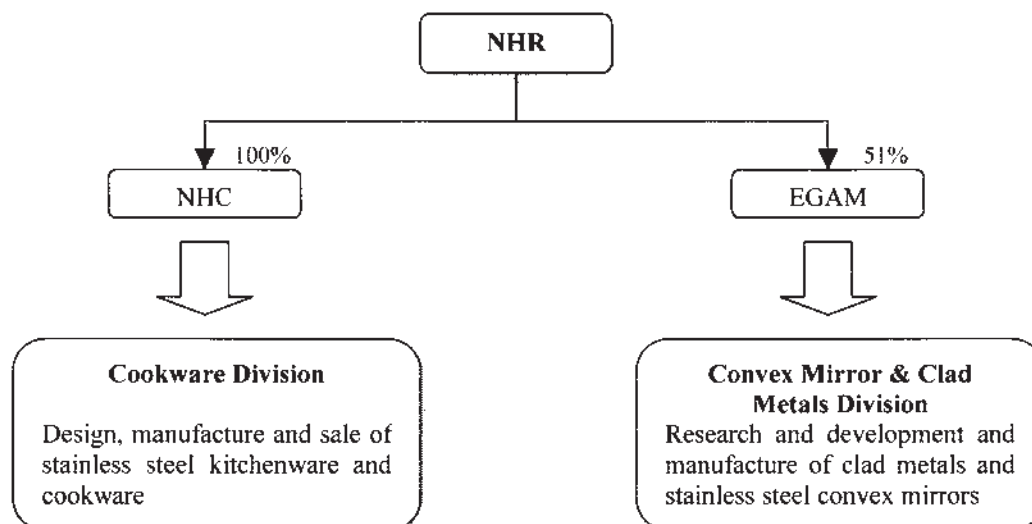 NHR
100%
51%
NHC
EGAM
Cookware Division
Design, manufacture and sale of
stainless steel kitchenware and
cookware
Convex Mirror & Clad
Metals Division
Research and development and
manufacture of clad metals and
stainless steel convex mirrors